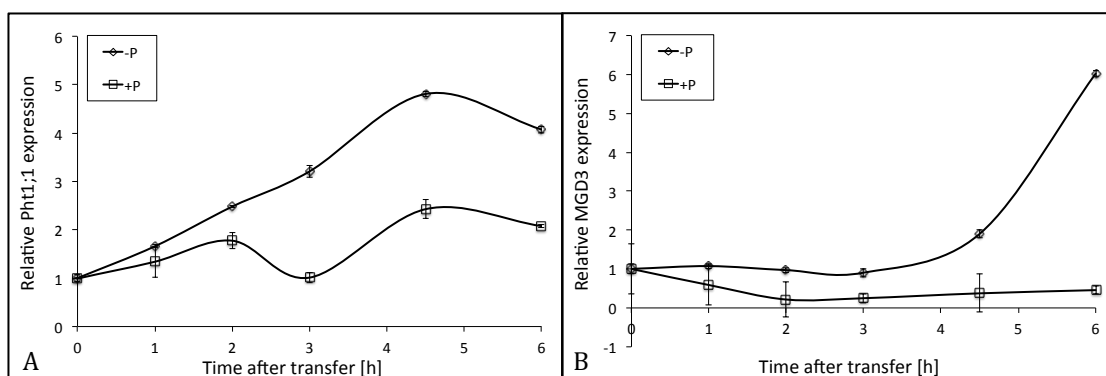 6
5
4
3
2
1
0
Relative Pht1;1 expression
-P
+P
0 1 2 3 4 5 6
Time after transfer [h]
A
7
6
5
4
3
2
1
0
-1
Relative MGD3 expression
-P
+P
0 1 2 3 4 5 6
Time after transfer [h]
B